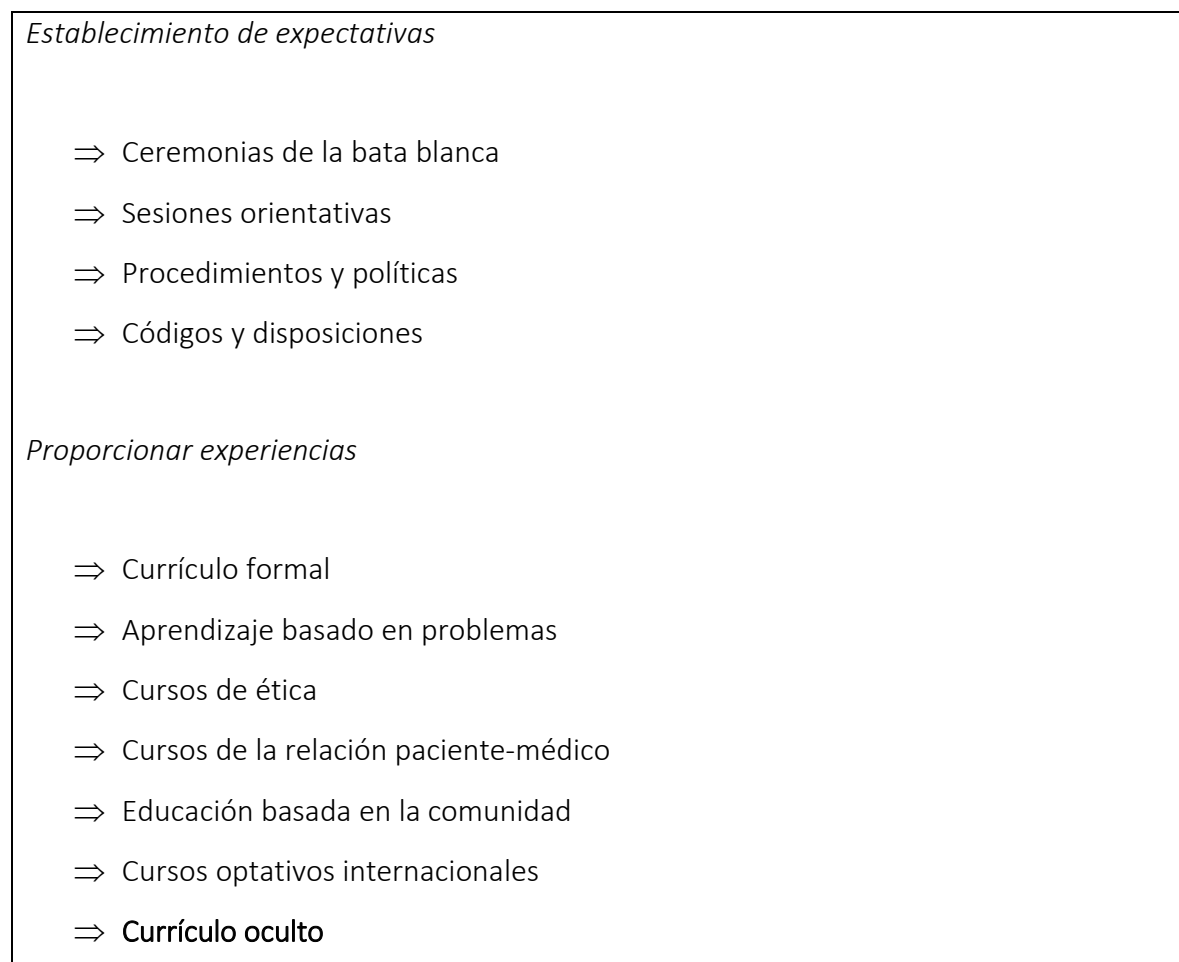 Establecimiento de expectativas
⇒ Ceremonias de la bata blanca
⇒ Sesiones orientativas
⇒ Procedimientos y políticas
⇒ Códigos y disposiciones
Proporcionar experiencias
⇒ Currículo formal
⇒ Aprendizaje basado en problemas
⇒ Cursos de ética
⇒ Cursos de la relación paciente-médico
⇒ Educación basada en la comunidad
⇒ Cursos optativos internacionales
⇒ Currículo oculto